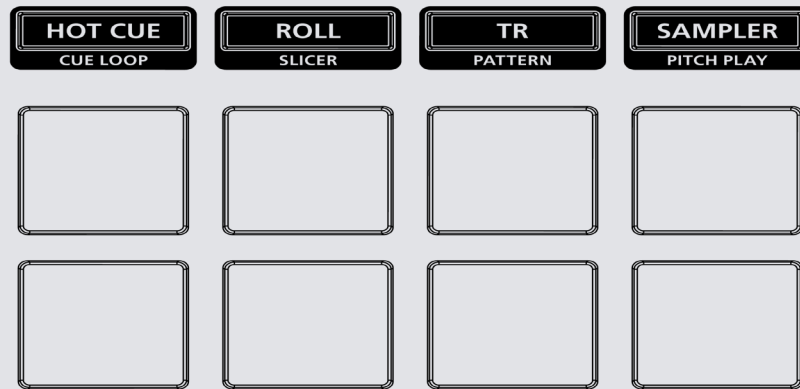 HOT CUE
CUE LOOP
ROLL
SLICER
TR
PATTERN
SAMPLER
PITCH PLAY